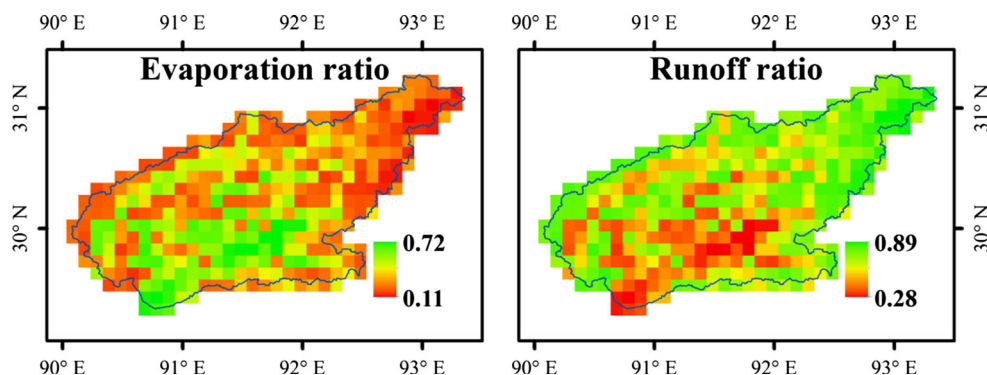 90° E 91° E 92° E 93° E
90° E 91° E 92° E 93° E
Evaporation ratio
Runoff ratio
31° N
31° N
30° N
30° N
0.72
0.11
0.89
0.28
90° E 91° E 92° E 93° E
90° E 91° E 92° E 93° E